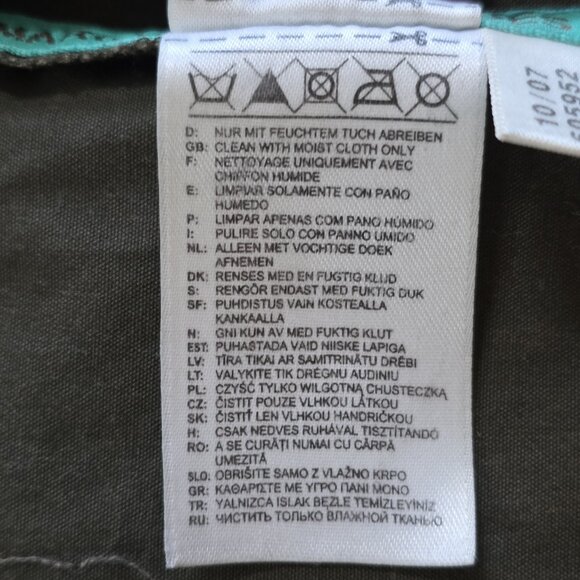 10/07
D: NUR MIT FEUCHTEM TUCH ABREIBEN
GB: CLEAN WITH MOIST CLOTH ONLY
F: NETTOYAGE UNIQUEMENT AVEC
CHIFFON HUMIDE
E: LIMPIAR SOLAMENTE CON PAÑO
HUMEDO
P: LIMPAR APENAS COM PANO HÚMIDO
I: PULIRE SOLO CON PANNO UMIDO
NL: ALLEEN MET VOCHTIGE DOEK
AFNEMEN
DK: RENSES MED EN FUGTIG KLUD
S: RENGÖR ENDAST MED FUKTIG DUK
SF: PUHDISTUS VAIN KOSTEALLA
KANKAALLA
N: GNI KUN AV MED FUKTIG KLUT
EST: PUHASTADA VAID NIISKE LAPIGA
LV: TĪRA TIKAI AR SAMITRINĀTU DRĒBI
LT: VALYKITE TIK DRĖGNU AUDINIU
PL: CZYŚĆ TYLKO WILGOTNĄ CHUSTECZKĄ
CZ: ČISTIT POUZE VLHKOU LÁTKOU
SK: ČISTIŤ LEN VLHKOU HANDRIČKOU
H: CSAK NEDVES RUHÁVAL TISZTÍTANDÓ
RO: A SE CURĂȚI NUMAI CU CÂRPĂ
UMEZITĂ
SLO: OBRIŠITE SAMO Z VLAŽNO KRPO
GR: ΚΑΘΑΡΙΣΤΕ ΜΕ ΥΓΡΟ ΠΑΝΙ ΜΟΝΟ
TR: YALNIZCA ISLAK BEZLE TEMİZLEYİNİZ
RU: ЧИСТИТЬ ТОЛЬКО ВЛАЖНОЙ ТКАНЬЮ